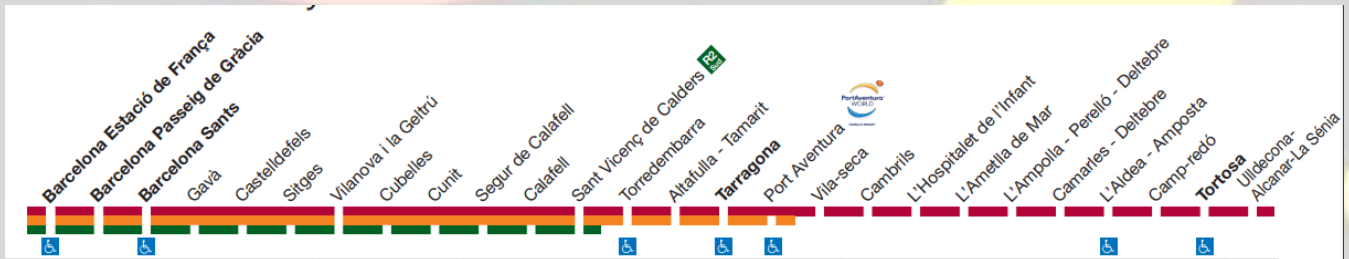 Barcelona Estació de França
Barcelona Passeig de Gràcia
Barcelona Sants
Gavà
Castelldefels
Sitges
Vilanova i la Geltrú
Cubelles
Cunit
Segur de Calafell
Calafell
Sant Vicenç de Calders
R2
Sud
Torredembarra
Altafulla - Tamarit
Tarragona
Port Aventura
PortAventura
WORLD
Vila-seca
Cambrils
L'Hospitalet de l'Infant
L'Ametlla de Mar
L'Ampolla - Perelló - Deltebre
Camarles - Deltebre
L'Aldea - Amposta
Camp-redó
Tortosa
Ulldecona-
Alcanar-La Sénia